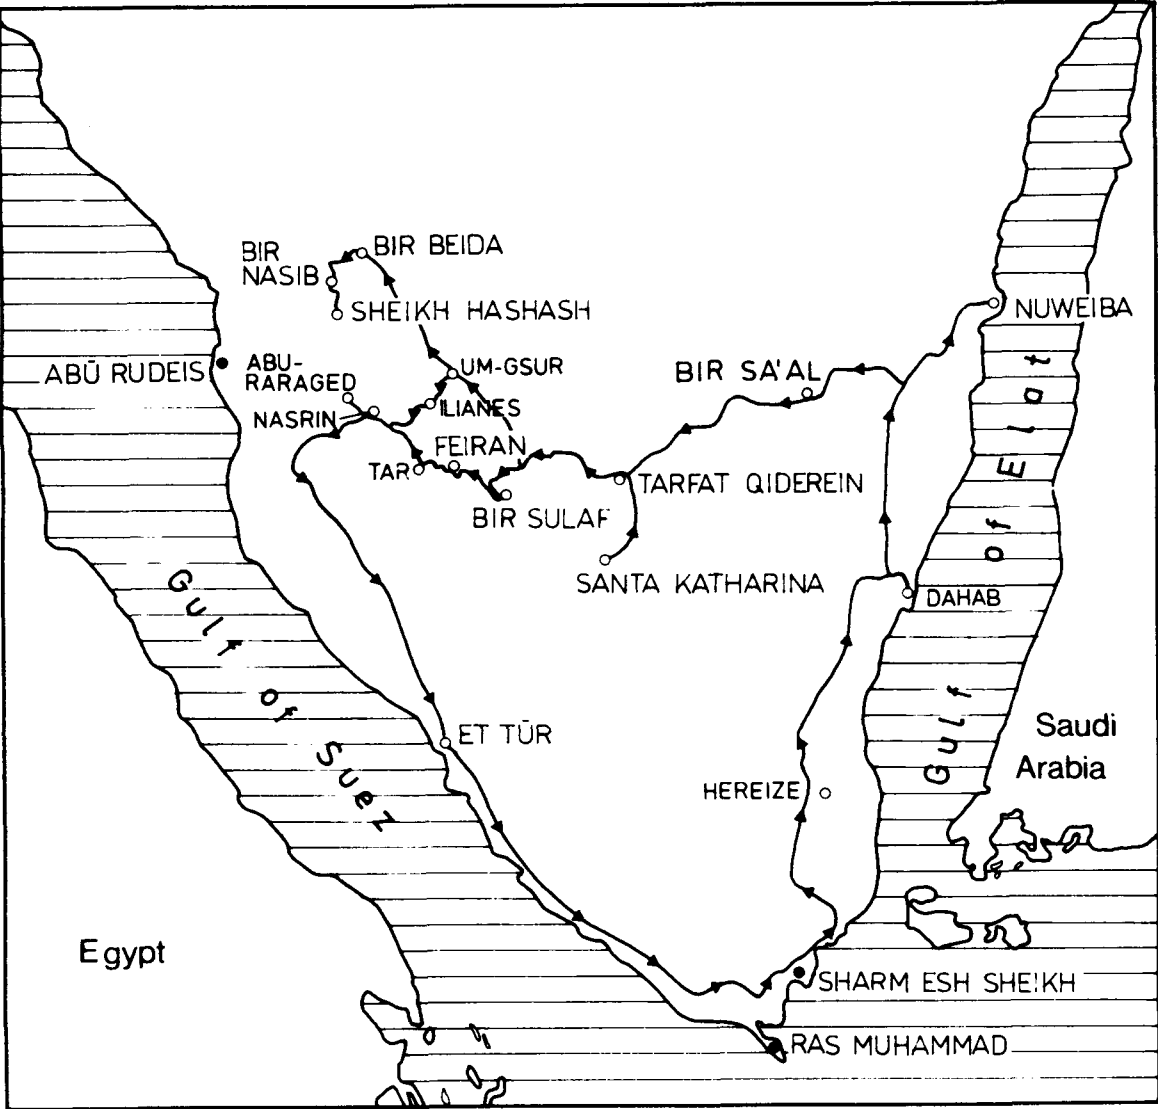 BIR
NASIB
BIR BEIDA
SHEIKH HASHASH
NUWEIBA
ABŪ RUDEIS
ABU-
RARAGED
UM-GSUR
BIR SA'AL
NASRIN
ILIANES
FEIRAN
TAR
TARFAT QIDEREIN
BIR SULAF
SANTA KATHARINA
DAHAB
Gulf of Suez
Gulf of Elat
ET TŪR
Saudi
Arabia
HEREIZE
Egypt
SHARM ESH SHEIKH
RAS MUHAMMAD